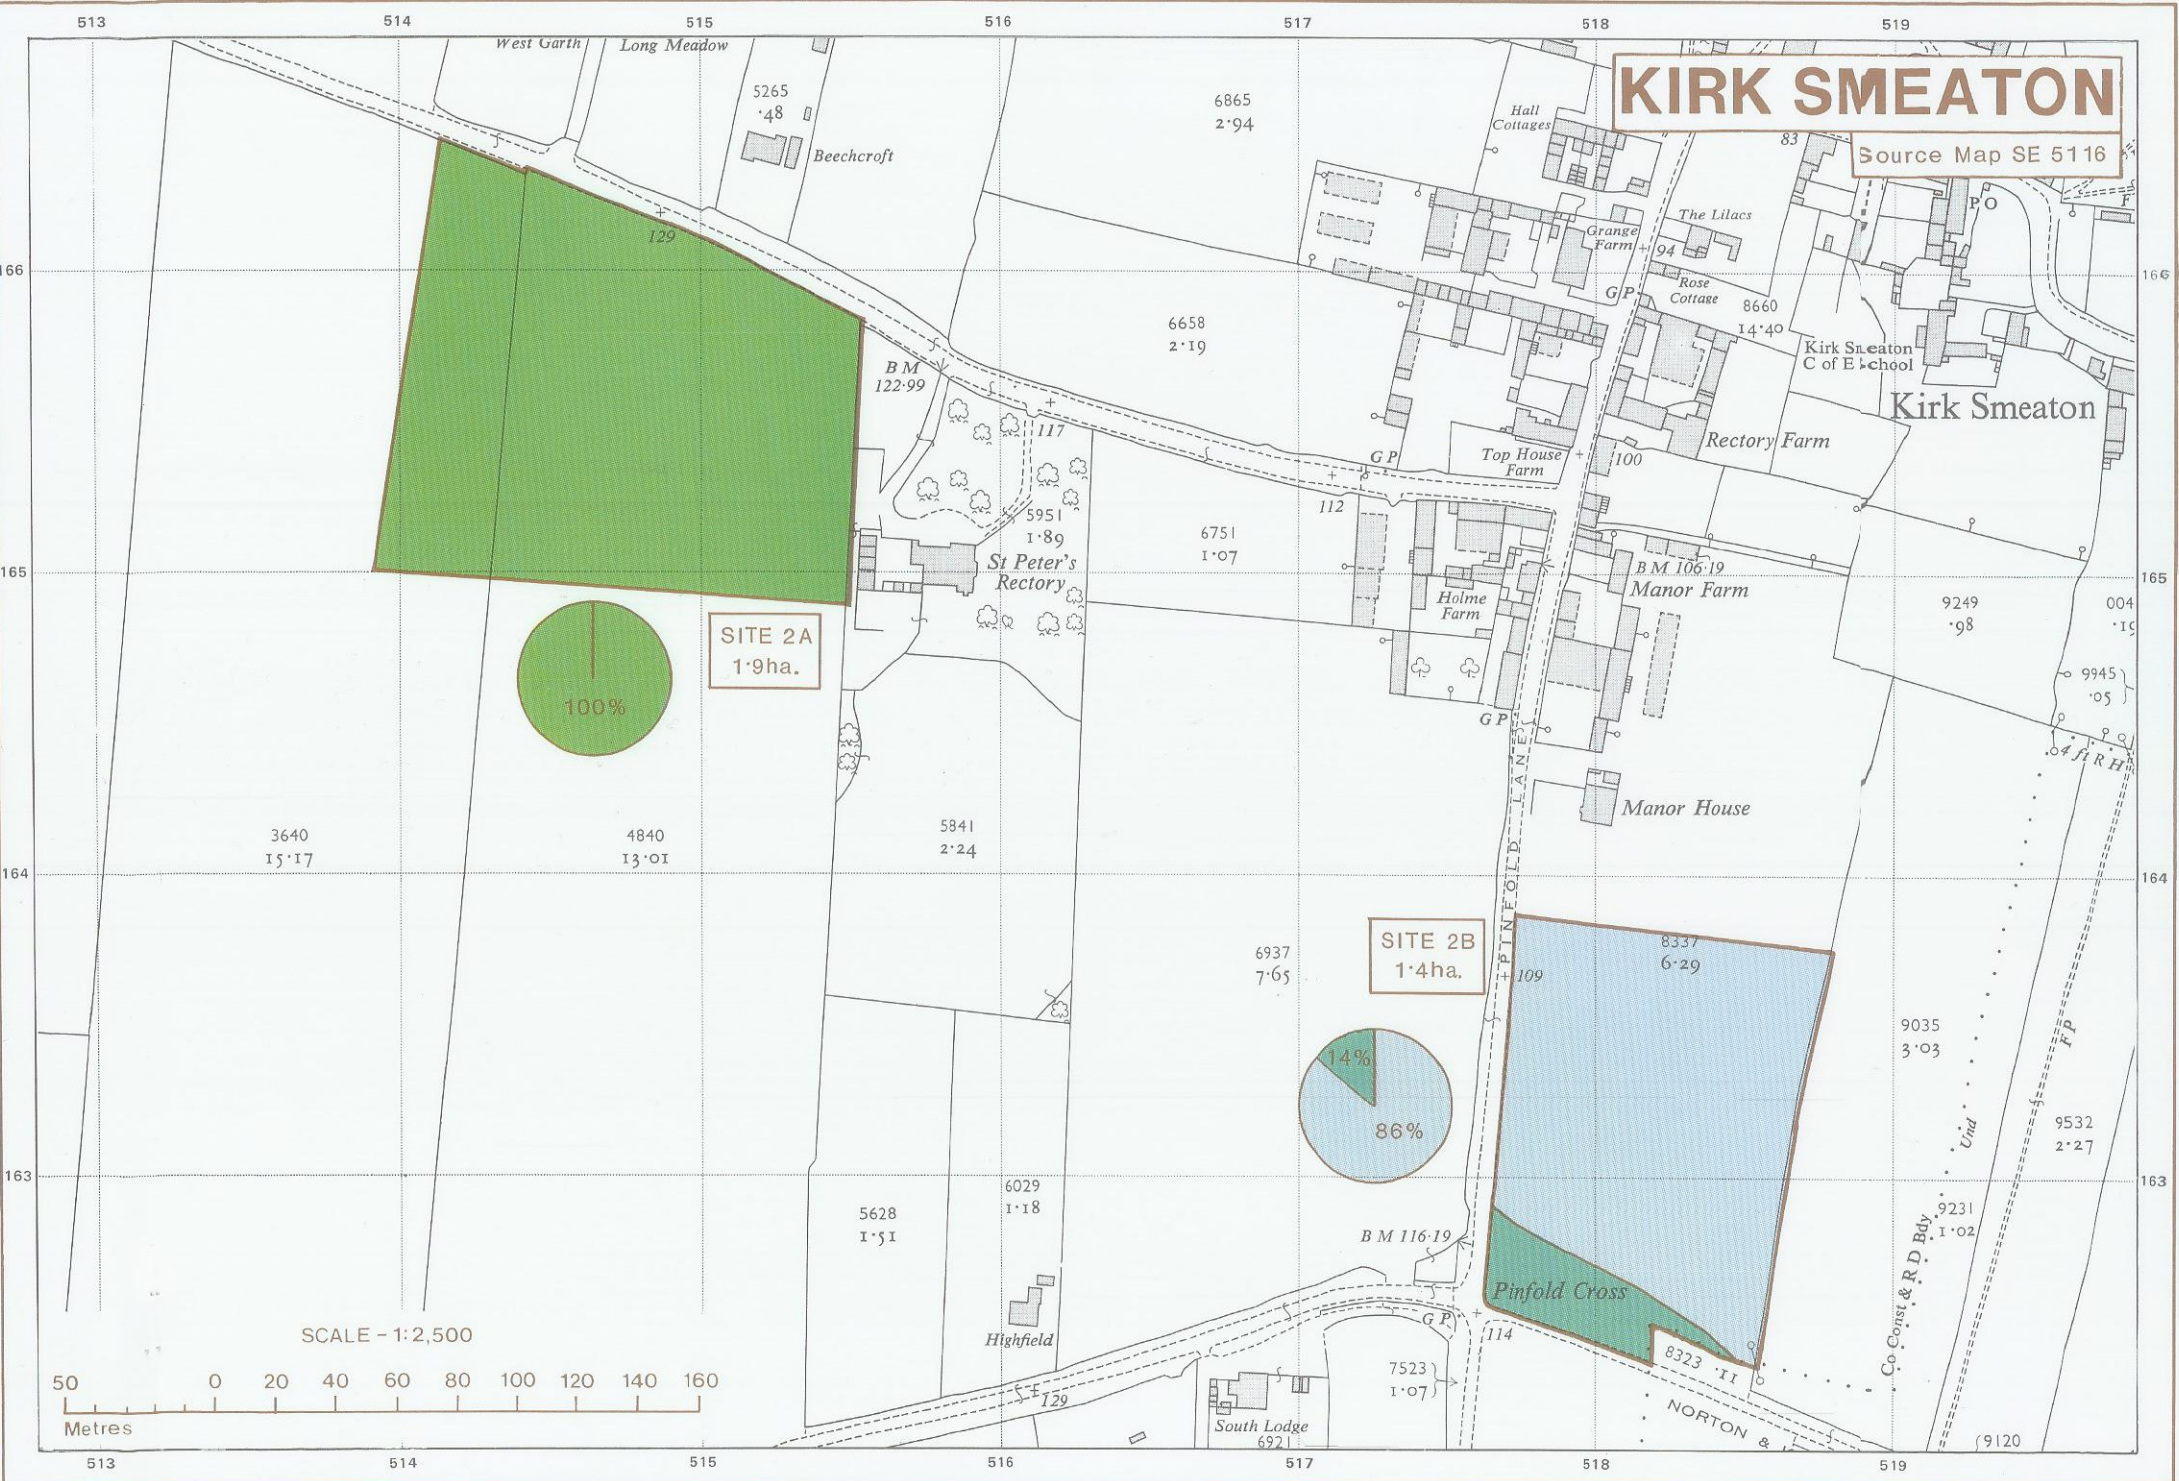 513 514 515 516 517 518 519
West Garth
Long Meadow
KIRK SMEATON
Source Map SE 5116
5265
·48
Beechcroft
6865
2·94
Hall
Cottages
83
PO
F
129
The Lilacs
Grange
Farm
94
Rose
Cottage
GP
8660
14·40
166
166
6658
2·19
Kirk Smeaton
C of E School
Kirk Smeaton
BM
122·99
117
Rectory Farm
GP
Top House
Farm
100
112
5951
1·89
St Peter's
Rectory
6751
1·07
BM 106·19
Manor Farm
Holme
Farm
165
165
9249
·98
004
9945
·05
SITE 2A
1·9ha.
100%
GP
4 ft RH
PINFOLD LANE
Manor House
3640
15·17
4840
13·01
5841
2·24
164
164
SITE 2B
1·4ha.
6937
7·65
8337
6·29
109
14%
86%
9035
3·03
FP
Und
9532
2·27
163
163
6029
1·18
5628
1·51
9231
1·02
BM 116·19
Co Const & RD Bdy
Pinfold Cross
GP
114
Highfield
8323 ·11
7523
1·07
129
South Lodge
6921
NORTON &
9120
SCALE - 1:2,500
50 0 20 40 60 80 100 120 140 160
Metres
513 514 515 516 517 518 519